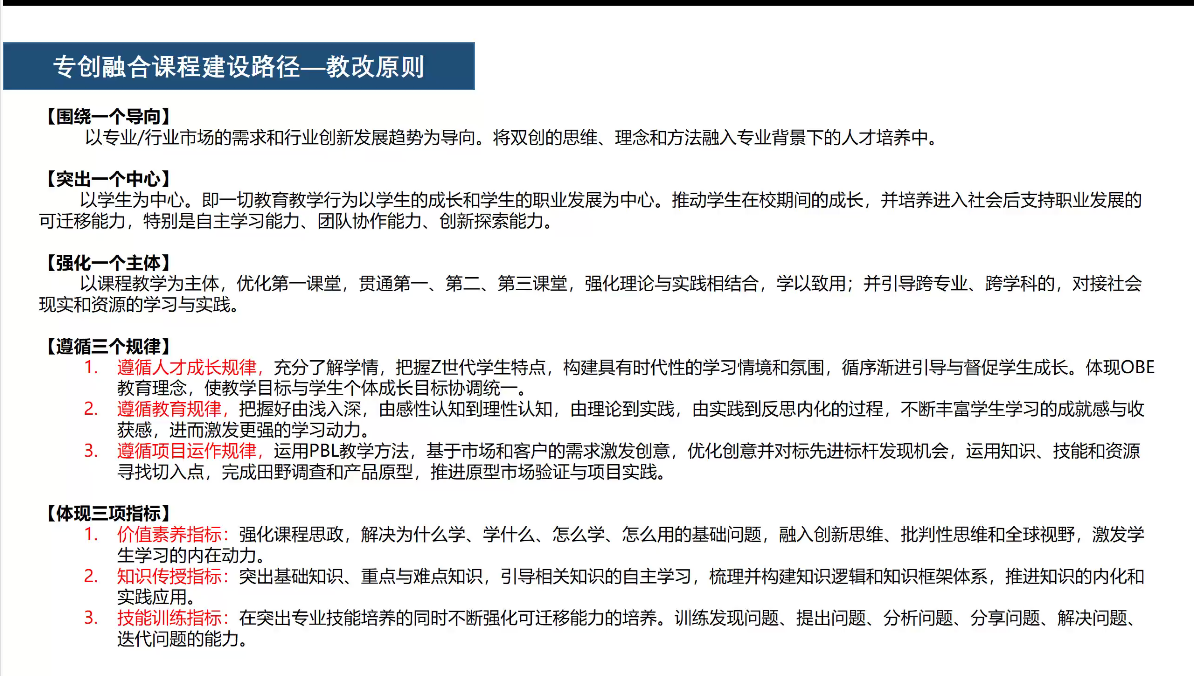 专创融合课程建设路径—教改原则
【围绕一个导向】
以专业/行业市场的需求和行业创新发展趋势为导向。将双创的思维、理念和方法融入专业背景下的人才培养中。
【突出一个中心】
以学生为中心。即一切教育教学行为以学生的成长和学生的职业发展为中心。推动学生在校期间的成长，并培养进入社会后支持职业发展的
可迁移能力，特别是自主学习能力、团队协作能力、创新探索能力。
【强化一个主体】
以课程教学为主体，优化第一课堂，贯通第一、第二、第三课堂，强化理论与实践相结合，学以致用；并引导跨专业、跨学科的，对接社会
现实和资源的学习与实践。
【遵循三个规律】
1. 遵循人才成长规律，充分了解学情，把握Z世代学生特点，构建具有时代性的学习情境和氛围，循序渐进引导与督促学生成长。体现OBE
教育理念，使教学目标与学生个体成长目标协调统一。
2. 遵循教育规律，把握好由浅入深，由感性认知到理性认知，由理论到实践，由实践到反思内化的过程，不断丰富学生学习的成就感与收
获感，进而激发更强的学习动力。
3. 遵循项目运作规律，运用PBL教学方法，基于市场和客户的需求激发创意，优化创意并对标先进标杆发现机会，运用知识、技能和资源
寻找切入点，完成田野调查和产品原型，推进原型市场验证与项目实践。
【体现三项指标】
1. 价值素养指标：强化课程思政，解决为什么学、学什么、怎么学、怎么用的基础问题，融入创新思维、批判性思维和全球视野，激发学
生学习的内在动力。
2. 知识传授指标：突出基础知识、重点与难点知识，引导相关知识的自主学习，梳理并构建知识逻辑和知识框架体系，推进知识的内化和
实践应用。
3. 技能训练指标：在突出专业技能培养的同时不断强化可迁移能力的培养。训练发现问题、提出问题、分析问题、分享问题、解决问题、
迭代问题的能力。